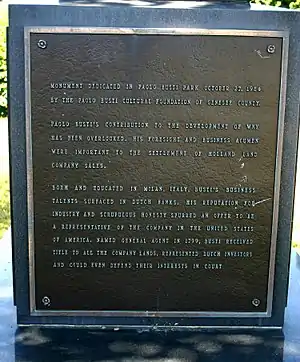 MONUMENT DEDICATED IN PAOLO BUSTI PARK OCTOBER 27, 1984
BY THE PAOLO BUSTI CULTURAL FOUNDATION OF GENESEE COUNTY
PAOLO BUSTI'S CONTRIBUTION TO THE DEVELOPMENT OF WNY
HAS BEEN OVERLOOKED. HIS FORESIGHT AND BUSINESS ACUMEN
WERE IMPORTANT TO THE SETTLEMENT OF HOLLAND LAND
COMPANY SALES.
BORN AND EDUCATED IN MILAN, ITALY, BUSTI'S BUSINESS
TALENTS SURFACED IN DUTCH BANKS. HIS REPUTATION FOR
INDUSTRY AND SCRUPULOUS HONESTY SPURRED AN OFFER TO BE
A REPRESENTATIVE OF THE COMPANY IN THE UNITED STATES
OF AMERICA. NAMED GENERAL AGENT IN 1799, BUSTI RECEIVED
TITLE TO ALL THE COMPANY LANDS, REPRESENTED DUTCH INVESTORS
AND COULD EVEN DEFEND THEIR INTERESTS IN COURT